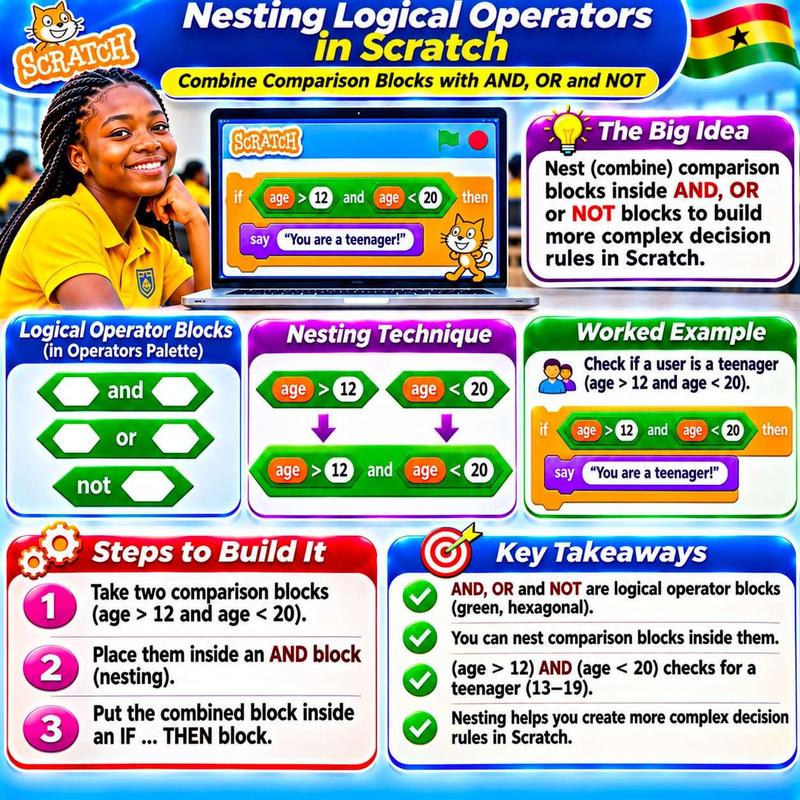 SCRATCH
Nesting Logical Operators
in Scratch
Combine Comparison Blocks with AND, OR and NOT
SCRATCH
if age > 12 and age < 20 then
say "You are a teenager!"
The Big Idea
Nest (combine) comparison
blocks inside AND, OR
or NOT blocks to build
more complex decision
rules in Scratch.
Logical Operator Blocks
(in Operators Palette)
and
or
not
Nesting Technique
age > 12 age < 20
age > 12 and age < 20
Worked Example
Check if a user is a teenager
(age > 12 and age < 20).
if age > 12 and age < 20 then
say "You are a teenager!"
Steps to Build It
1 Take two comparison blocks
(age > 12 and age < 20).
2 Place them inside an AND block
(nesting).
3 Put the combined block inside
an IF ... THEN block.
Key Takeaways
AND, OR and NOT are logical operator blocks
(green, hexagonal).
You can nest comparison blocks inside them.
(age > 12) AND (age < 20) checks for a
teenager (13–19).
Nesting helps you create more complex decision
rules in Scratch.